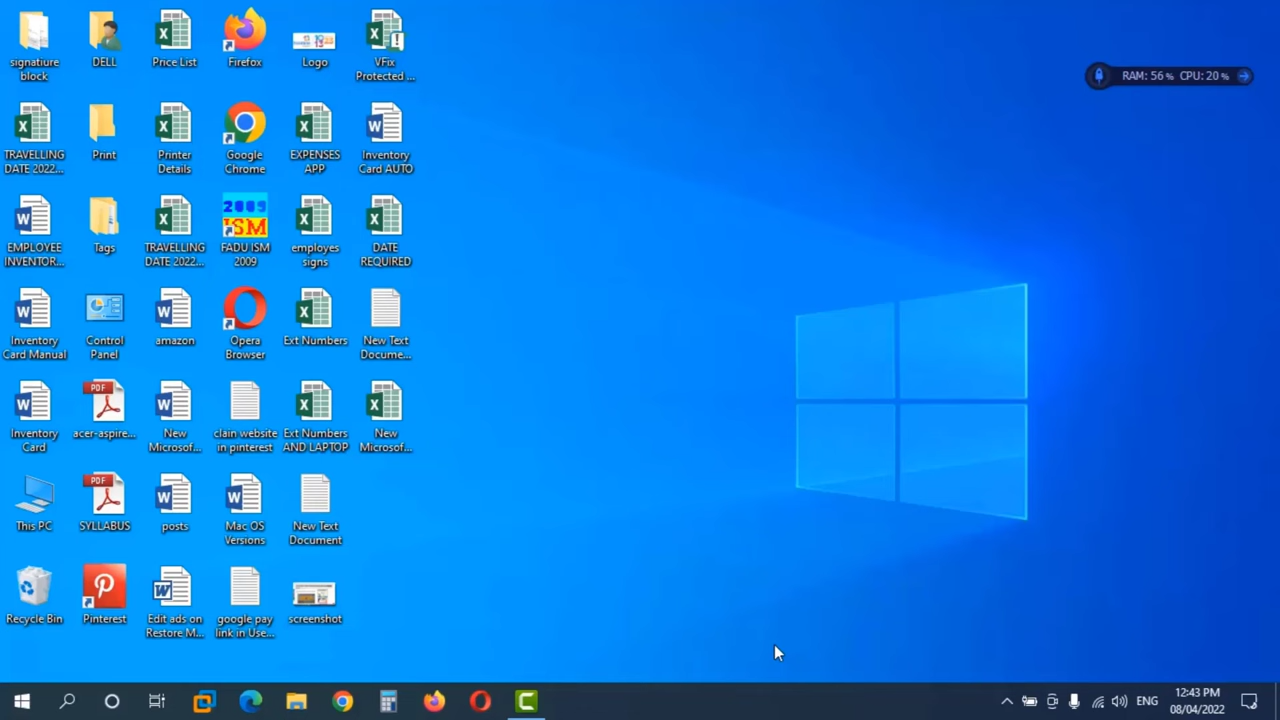 signatiure
block
DELL
Price List
Firefox
Logo
VFix
Protected ...
RAM: 56 % CPU: 20 %
TRAVELLING
DATE 2022...
Print
Printer
Details
Google
Chrome
EXPENSES
APP
Inventory
Card AUTO
EMPLOYEE
INVENTOR...
Tags
TRAVELLING
DATE 2022...
2009
ISM
FADU ISM
2009
employes
signs
DATE
REQUIRED
Inventory
Card Manual
Control
Panel
amazon
Opera
Browser
Ext Numbers
New Text
Docume...
Inventory
Card
PDF
acer-aspire...
New
Microsof...
clain website
in pinterest
Ext Numbers
AND LAPTOP
New
Microsof...
This PC
PDF
SYLLABUS
posts
Mac OS
Versions
New Text
Document
Recycle Bin
Pinterest
Edit ads on
Restore M...
google pay
link in Use...
screenshot
ENG
12:43 PM
08/04/2022